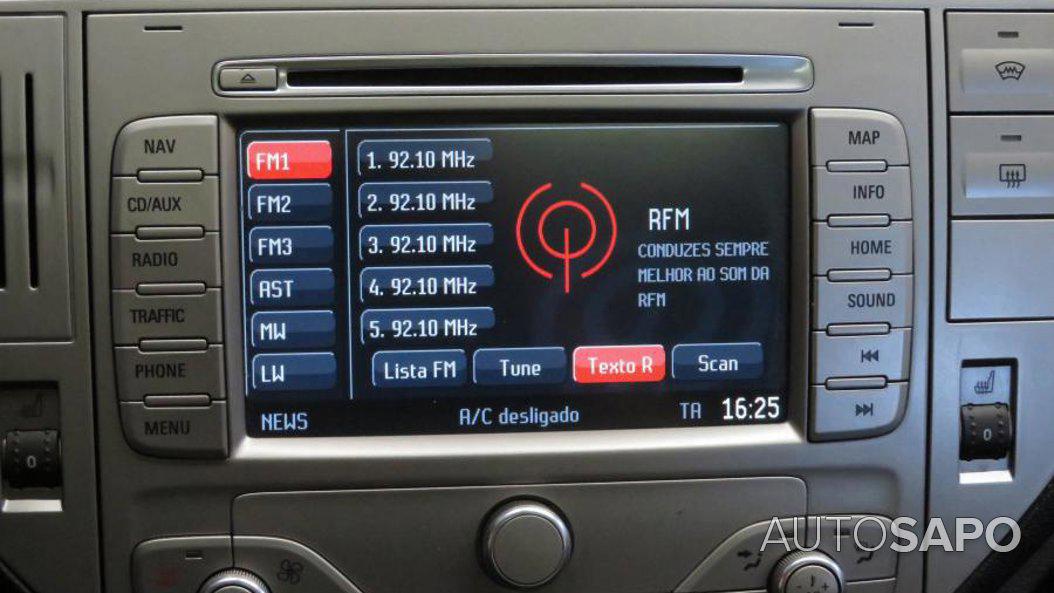 NAV
CD/AUX
RADIO
TRAFFIC
PHONE
MENU
FM1
FM2
FM3
AST
MW
LW
1. 92.10 MHz
2. 92.10 MHz
3. 92.10 MHz
4. 92.10 MHz
5. 92.10 MHz
RFM
CONDUZES SEMPRE
MELHOR AO SOM DA
RFM
Lista FM
Tune
Texto R
Scan
NEWS
A/C desligado
TA
16:25
MAP
INFO
HOME
SOUND
0
0
AUTOSAPO